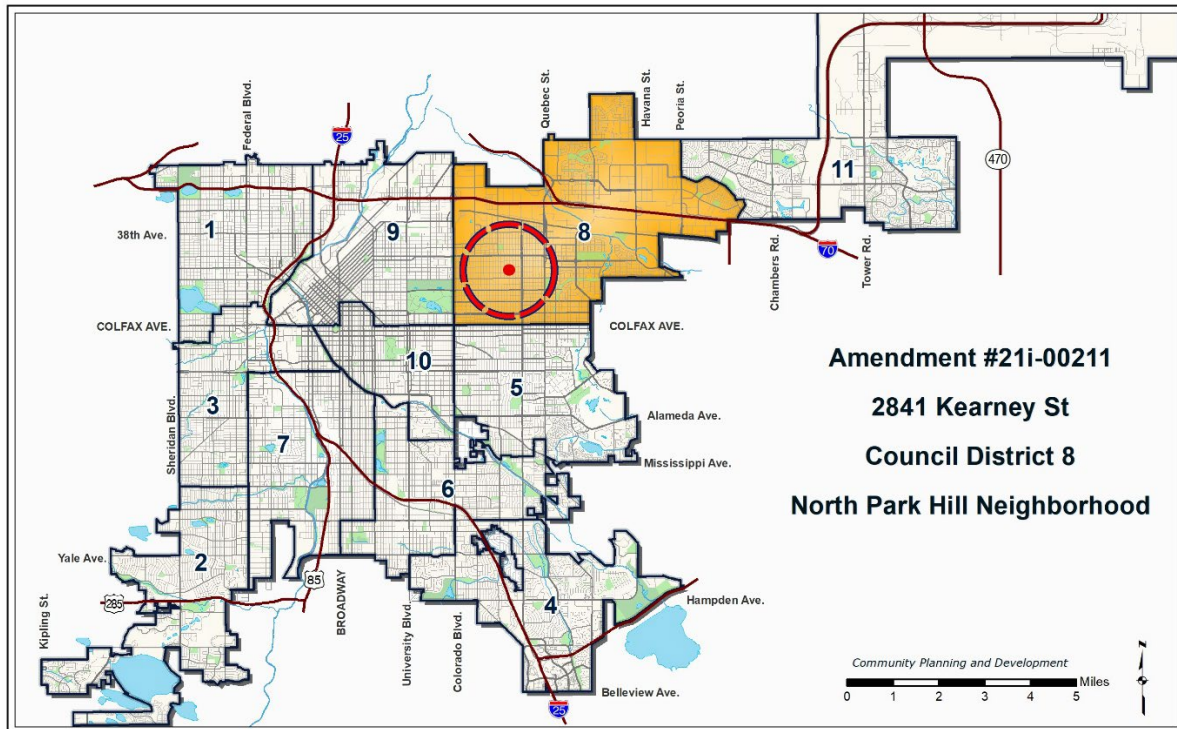 Federal Blvd.
Quebec St.
Havana St.
Peoria St.
25
470
38th Ave.
1
9
8
11
Chambers Rd.
70
Tower Rd.
COLFAX AVE.
COLFAX AVE.
10
Amendment #21i-00211
2841 Kearney St
Council District 8
North Park Hill Neighborhood
3
5
Sheridan Blvd.
7
Alameda Ave.
Mississippi Ave.
6
Yale Ave.
2
85
285
BROADWAY
University Blvd.
Colorado Blvd.
4
Hampden Ave.
Kipling St.
25
Belleview Ave.
Community Planning and Development
0 1 2 3 4 5 Miles
N